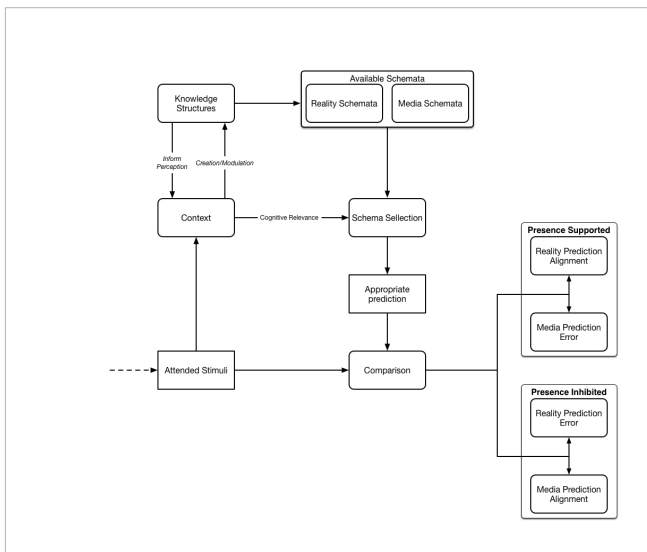 Available Schemata
Knowledge
Structures
Reality Schemata
Media Schemata
Inform
Perception
Creation/Modulation
Context
Cognitive Relevance
Schema Sellection
Presence Supported
Reality Prediction
Alignment
Appropriate
prediction
Media Prediction
Error
Attended Stimuli
Comparison
Presence Inhibited
Reality Prediction
Error
Media Prediction
Alignment